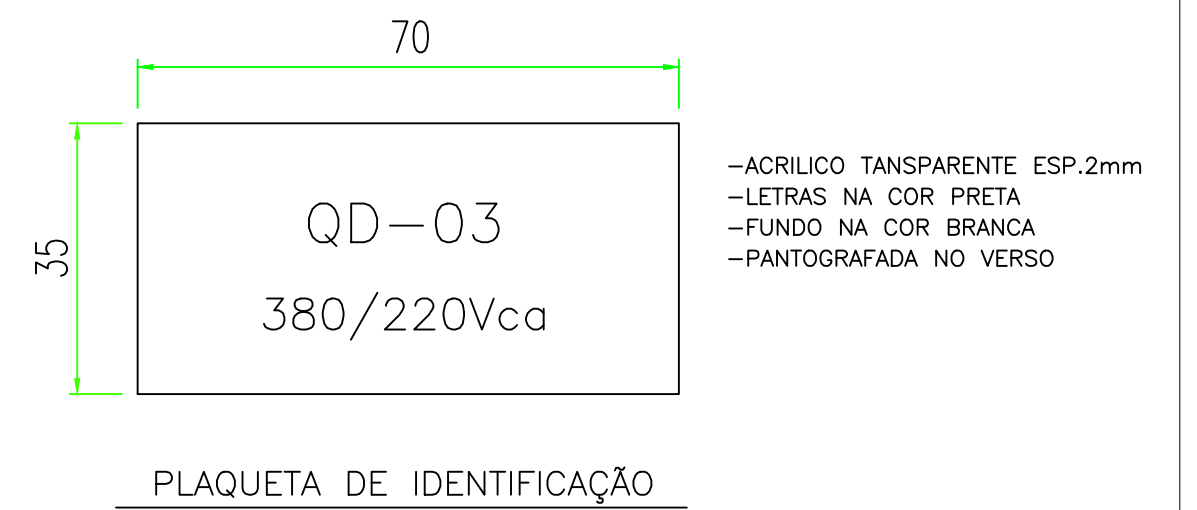 70
35
QD-03
380/220Vca
-ACRILICO TANSPARENTE ESP.2mm
-LETRAS NA COR PRETA
-FUNDO NA COR BRANCA
-PANTOGRAFADA NO VERSO
PLAQUETA DE IDENTIFICAÇÃO